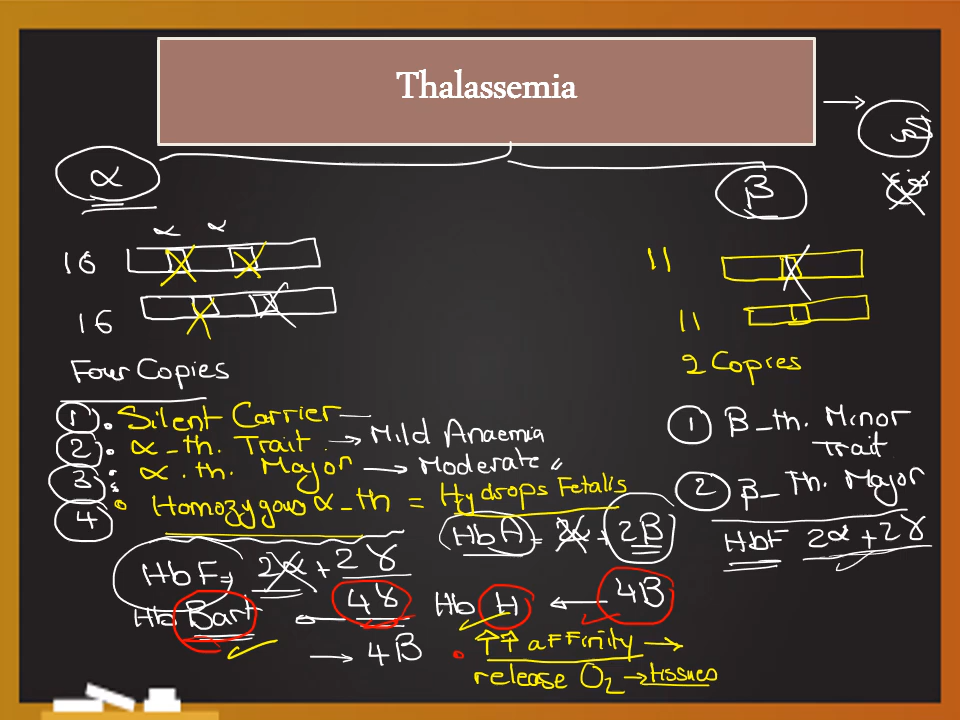 Thalassemia
α
β
α α
16
11
16
11
Four Copies
2 Copies
1. Silent Carrier
2. α-th. Trait → Mild Anaemia
3. α.th. Major → Moderate "
4. Homozygous α-th = Hydrops Fetalis
1 β-th. Minor
Trait
2 β-Th. Major
HbA = 2α + 2β
HbF 2α + 2γ
HbF = 2α + 2γ
Hb Bart ← 4γ Hb H ← 4β
→ 4β • ↑↑ affinity →
release O2 → tissues